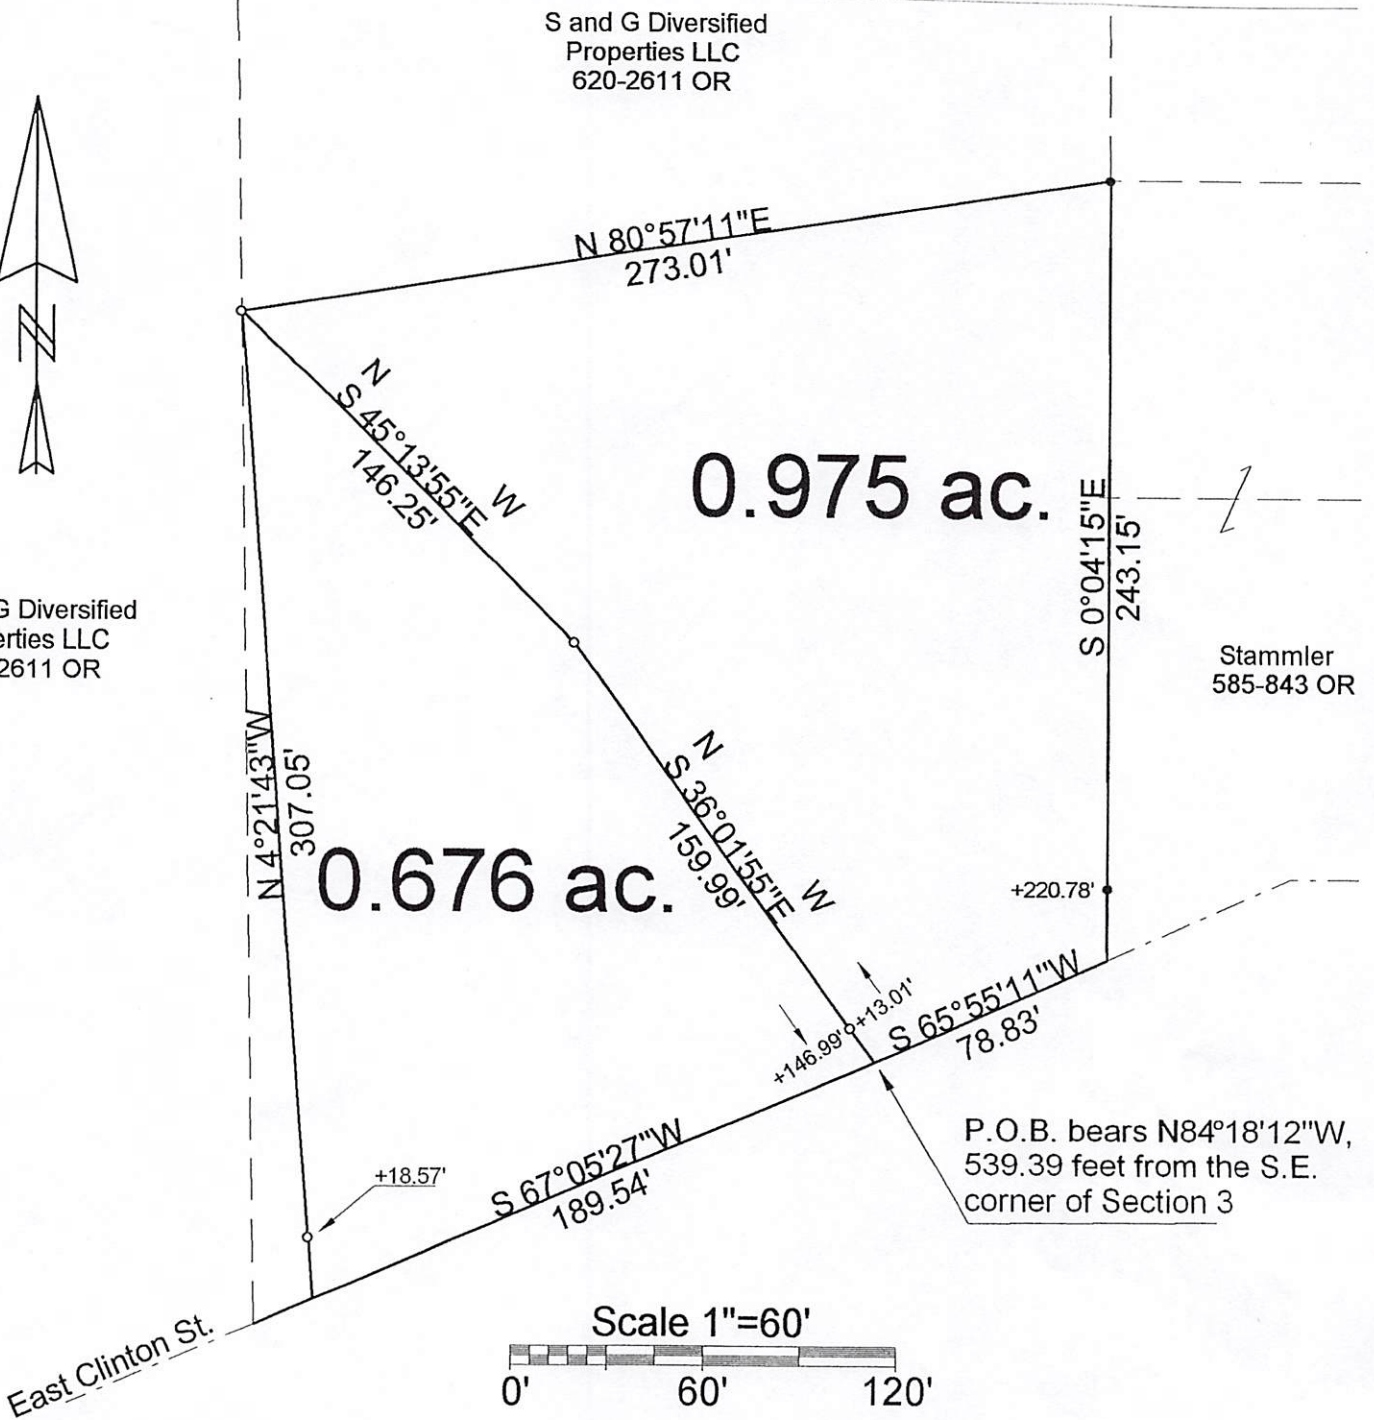 S and G Diversified
Properties LLC
620-2611 OR
N 80°57'11"E
273.01'
N
N
S 45°13'55"E
W
146.25'
0.975 ac.
S 0°04'15"E
243.15'
G Diversified
erties LLC
2611 OR
Stammler
585-843 OR
N 4°21'43"W
307.05'
N
S 36°01'55"E
W
159.99'
0.676 ac.
+220.78'
+13.01'
+146.99'
S 65°55'11"W
78.83'
P.O.B. bears N84°18'12"W,
539.39 feet from the S.E.
corner of Section 3
+18.57'
S 67°05'27"W
189.54'
East Clinton St.
Scale 1"=60'
0' 60' 120'